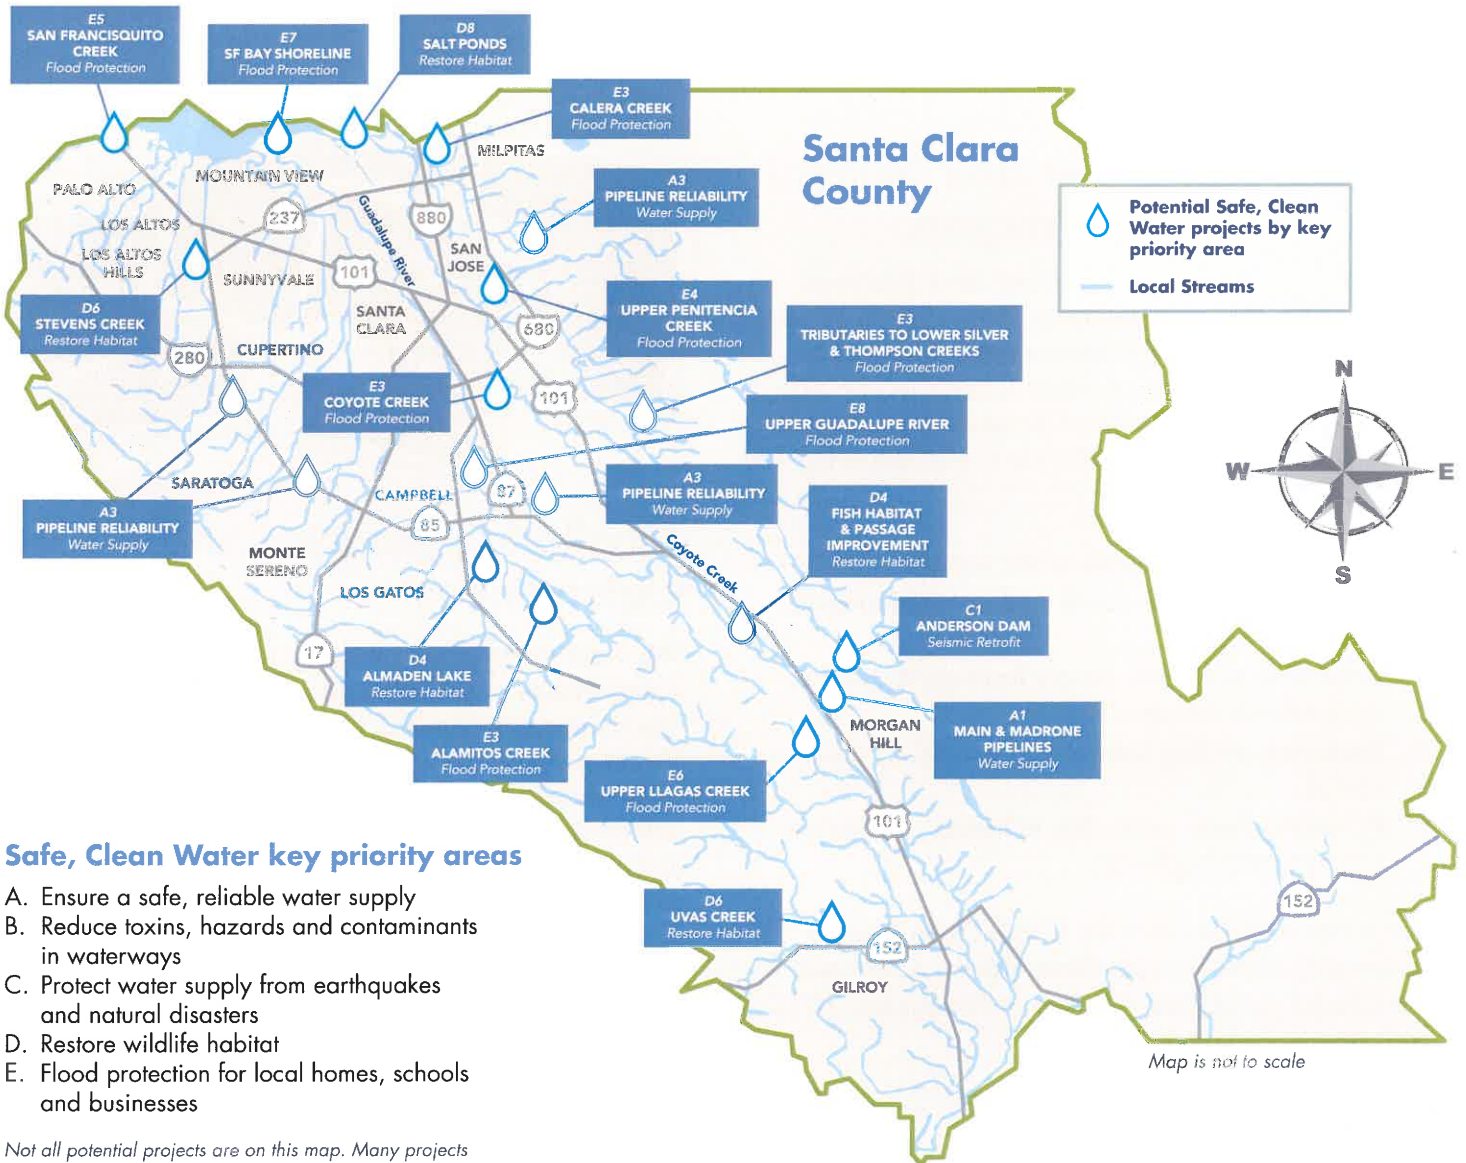 E5
SAN FRANCISQUITO
CREEK
Flood Protection
E7
SF BAY SHORELINE
Flood Protection
D8
SALT PONDS
Restore Habitat
E3
CALERA CREEK
Flood Protection
Santa Clara
County
MILPITAS
A3
PIPELINE RELIABILITY
Water Supply
PALO ALTO
MOUNTAIN VIEW
237
Guadalupe River
880
LOS ALTOS
LOS ALTOS
HILLS
SUNNYVALE
101
SAN
JOSE
Potential Safe, Clean
Water projects by key
priority area
Local Streams
D6
STEVENS CREEK
Restore Habitat
SANTA
CLARA
E4
UPPER PENITENCIA
CREEK
Flood Protection
680
E3
TRIBUTARIES TO LOWER SILVER
& THOMPSON CREEKS
Flood Protection
280
CUPERTINO
E3
COYOTE CREEK
Flood Protection
101
E8
UPPER GUADALUPE RIVER
Flood Protection
N
W
E
S
SARATOGA
CAMPBELL
87
85
A3
PIPELINE RELIABILITY
Water Supply
A3
PIPELINE RELIABILITY
Water Supply
D4
FISH HABITAT
& PASSAGE
IMPROVEMENT
Restore Habitat
Coyote Creek
MONTE
SERENO
LOS GATOS
17
C1
ANDERSON DAM
Seismic Retrofit
D4
ALMADEN LAKE
Restore Habitat
E3
ALAMITOS CREEK
Flood Protection
MORGAN
HILL
A1
MAIN & MADRONE
PIPELINES
Water Supply
E6
UPPER LLAGAS CREEK
Flood Protection
101
D6
UVAS CREEK
Restore Habitat
152
GILROY
152
Map is not to scale
Safe, Clean Water key priority areas
A. Ensure a safe, reliable water supply
B. Reduce toxins, hazards and contaminants
in waterways
C. Protect water supply from earthquakes
and natural disasters
D. Restore wildlife habitat
E. Flood protection for local homes, schools
and businesses
Not all potential projects are on this map. Many projects